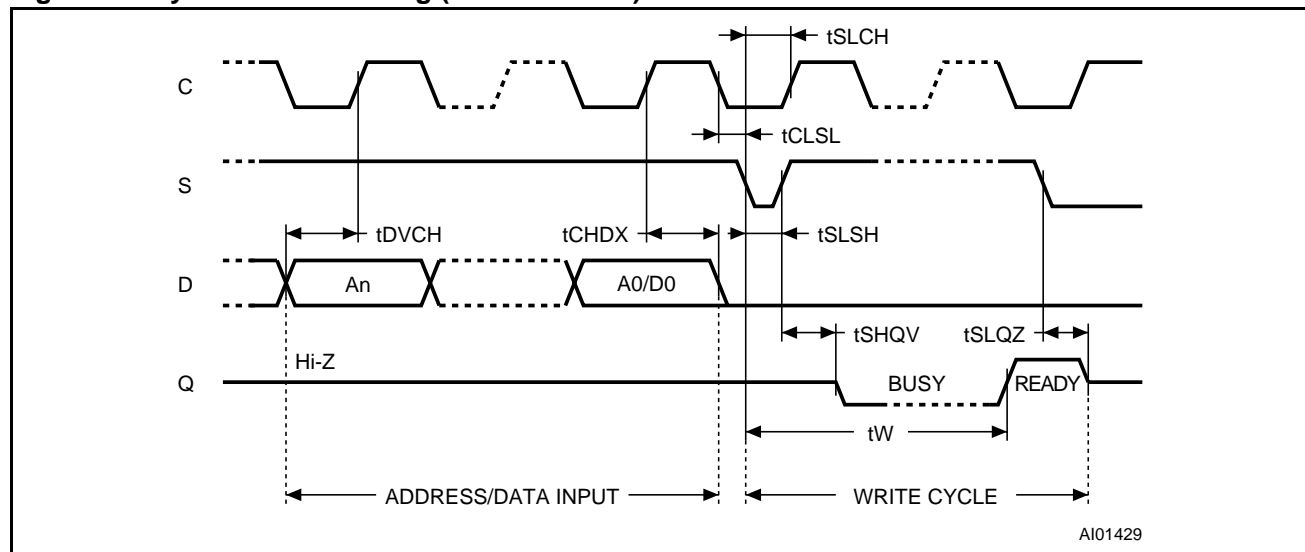 tSLCH
C
tCLSL
S
tDVCH
tCHDX
tSLSH
D
An
A0/D0
tSHQV
tSLQZ
Hi-Z
Q
BUSY
READY
tW
ADDRESS/DATA INPUT
WRITE CYCLE
AI01429